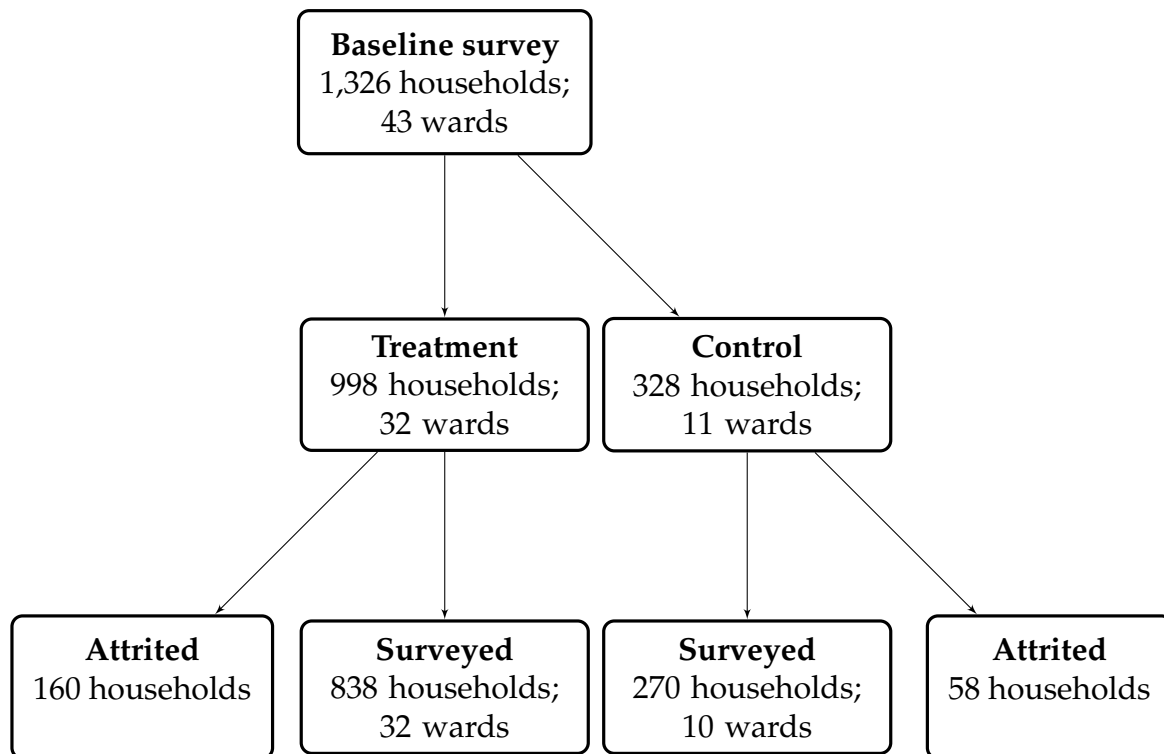 Baseline survey
1,326 households;
43 wards
Treatment
998 households;
32 wards
Control
328 households;
11 wards
Attrited
160 households
Surveyed
838 households;
32 wards
Surveyed
270 households;
10 wards
Attrited
58 households